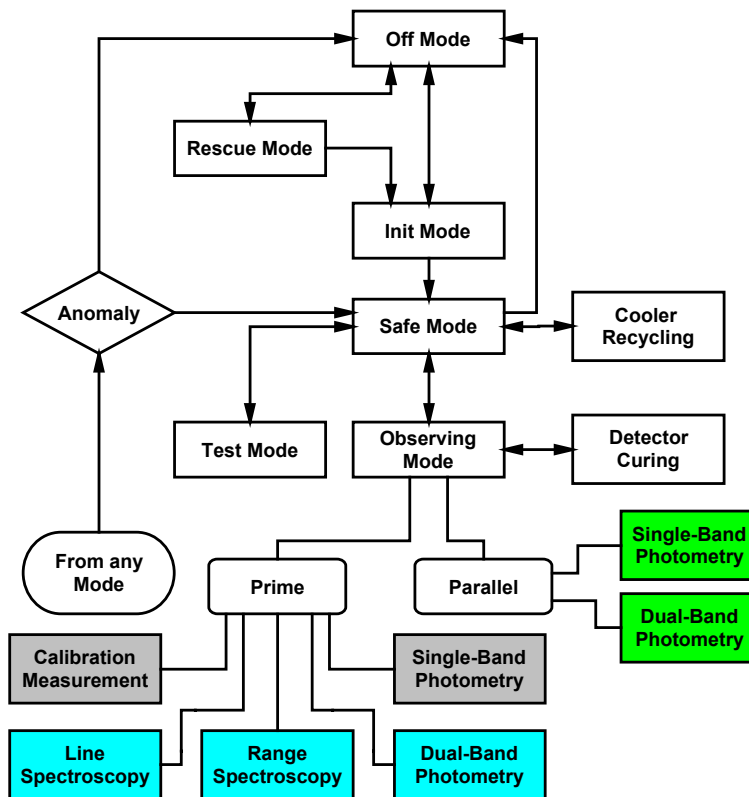 Off Mode
Rescue Mode
Init Mode
Anomaly
Safe Mode
Cooler
Recycling
Test Mode
Observing
Mode
Detector
Curing
From any
Mode
Prime
Parallel
Single-Band
Photometry
Dual-Band
Photometry
Calibration
Measurement
Single-Band
Photometry
Line
Spectroscopy
Range
Spectroscopy
Dual-Band
Photometry